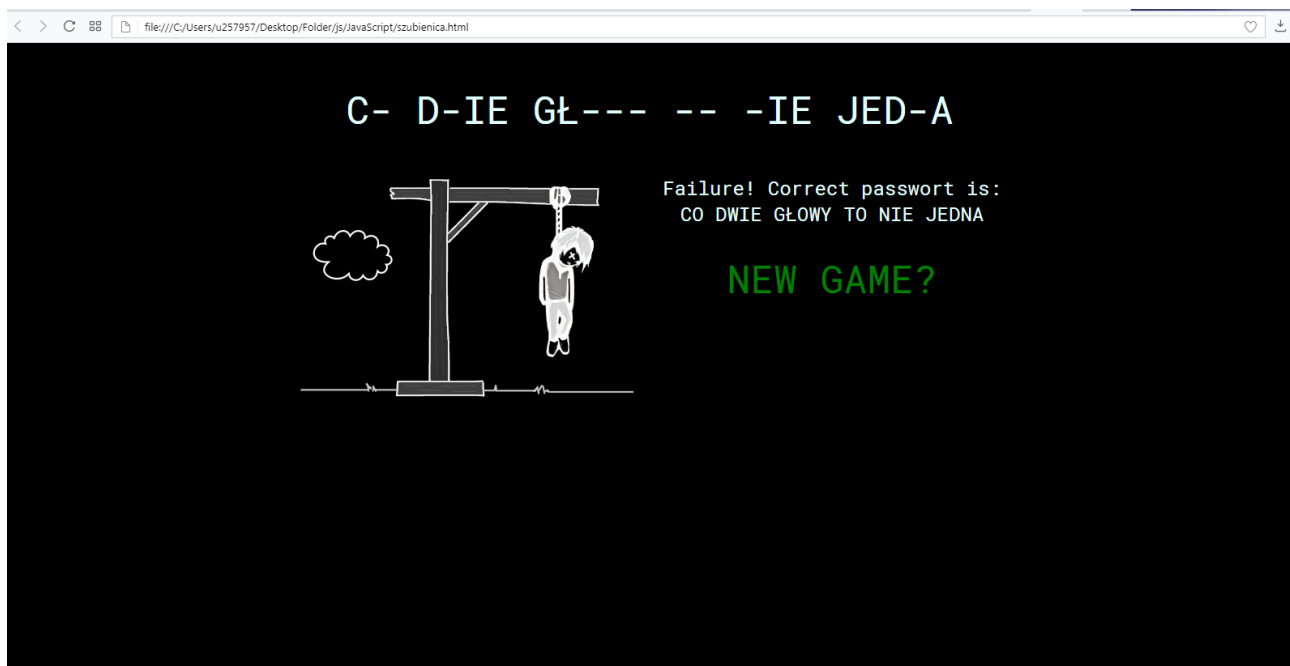 file:///C:/Users/u257957/Desktop/Folder/js/JavaScript/szubienica.html
C- D-IE GŁ--- -- -IE JED-A
Failure! Correct passwort is:
CO DWIE GŁOWY TO NIE JEDNA
NEW GAME?